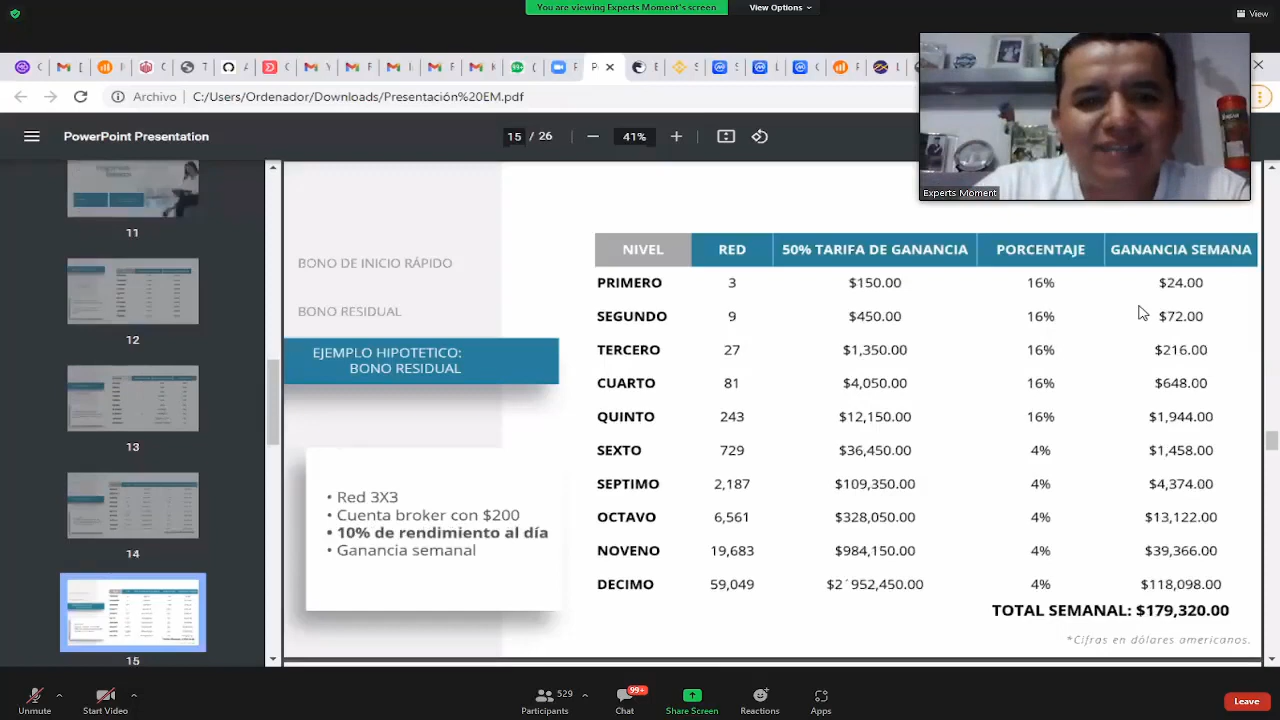 You are viewing Experts Moment's screen
View Options
View
Archivo
C:/Users/Ordenador/Downloads/Presentación%20EM.pdf
PowerPoint Presentation
15 / 26
41%
Experts Moment
11
12
13
14
15
BONO DE INICIO RÁPIDO
BONO RESIDUAL
EJEMPLO HIPOTETICO:
BONO RESIDUAL
• Red 3X3
• Cuenta broker con $200
• 10% de rendimiento al día
• Ganancia semanal
NIVEL RED 50% TARIFA DE GANANCIA PORCENTAJE GANANCIA SEMANA
PRIMERO 3 $150.00 16% $24.00
SEGUNDO 9 $450.00 16% $72.00
TERCERO 27 $1,350.00 16% $216.00
CUARTO 81 $4,050.00 16% $648.00
QUINTO 243 $12,150.00 16% $1,944.00
SEXTO 729 $36,450.00 4% $1,458.00
SEPTIMO 2,187 $109,350.00 4% $4,374.00
OCTAVO 6,561 $328,050.00 4% $13,122.00
NOVENO 19,683 $984,150.00 4% $39,366.00
DECIMO 59,049 $2´952,450.00 4% $118,098.00
TOTAL SEMANAL: $179,320.00
*Cifras en dólares americanos.
Unmute
Start Video
529
Participants
99+
Chat
Share Screen
Reactions
Apps
Leave